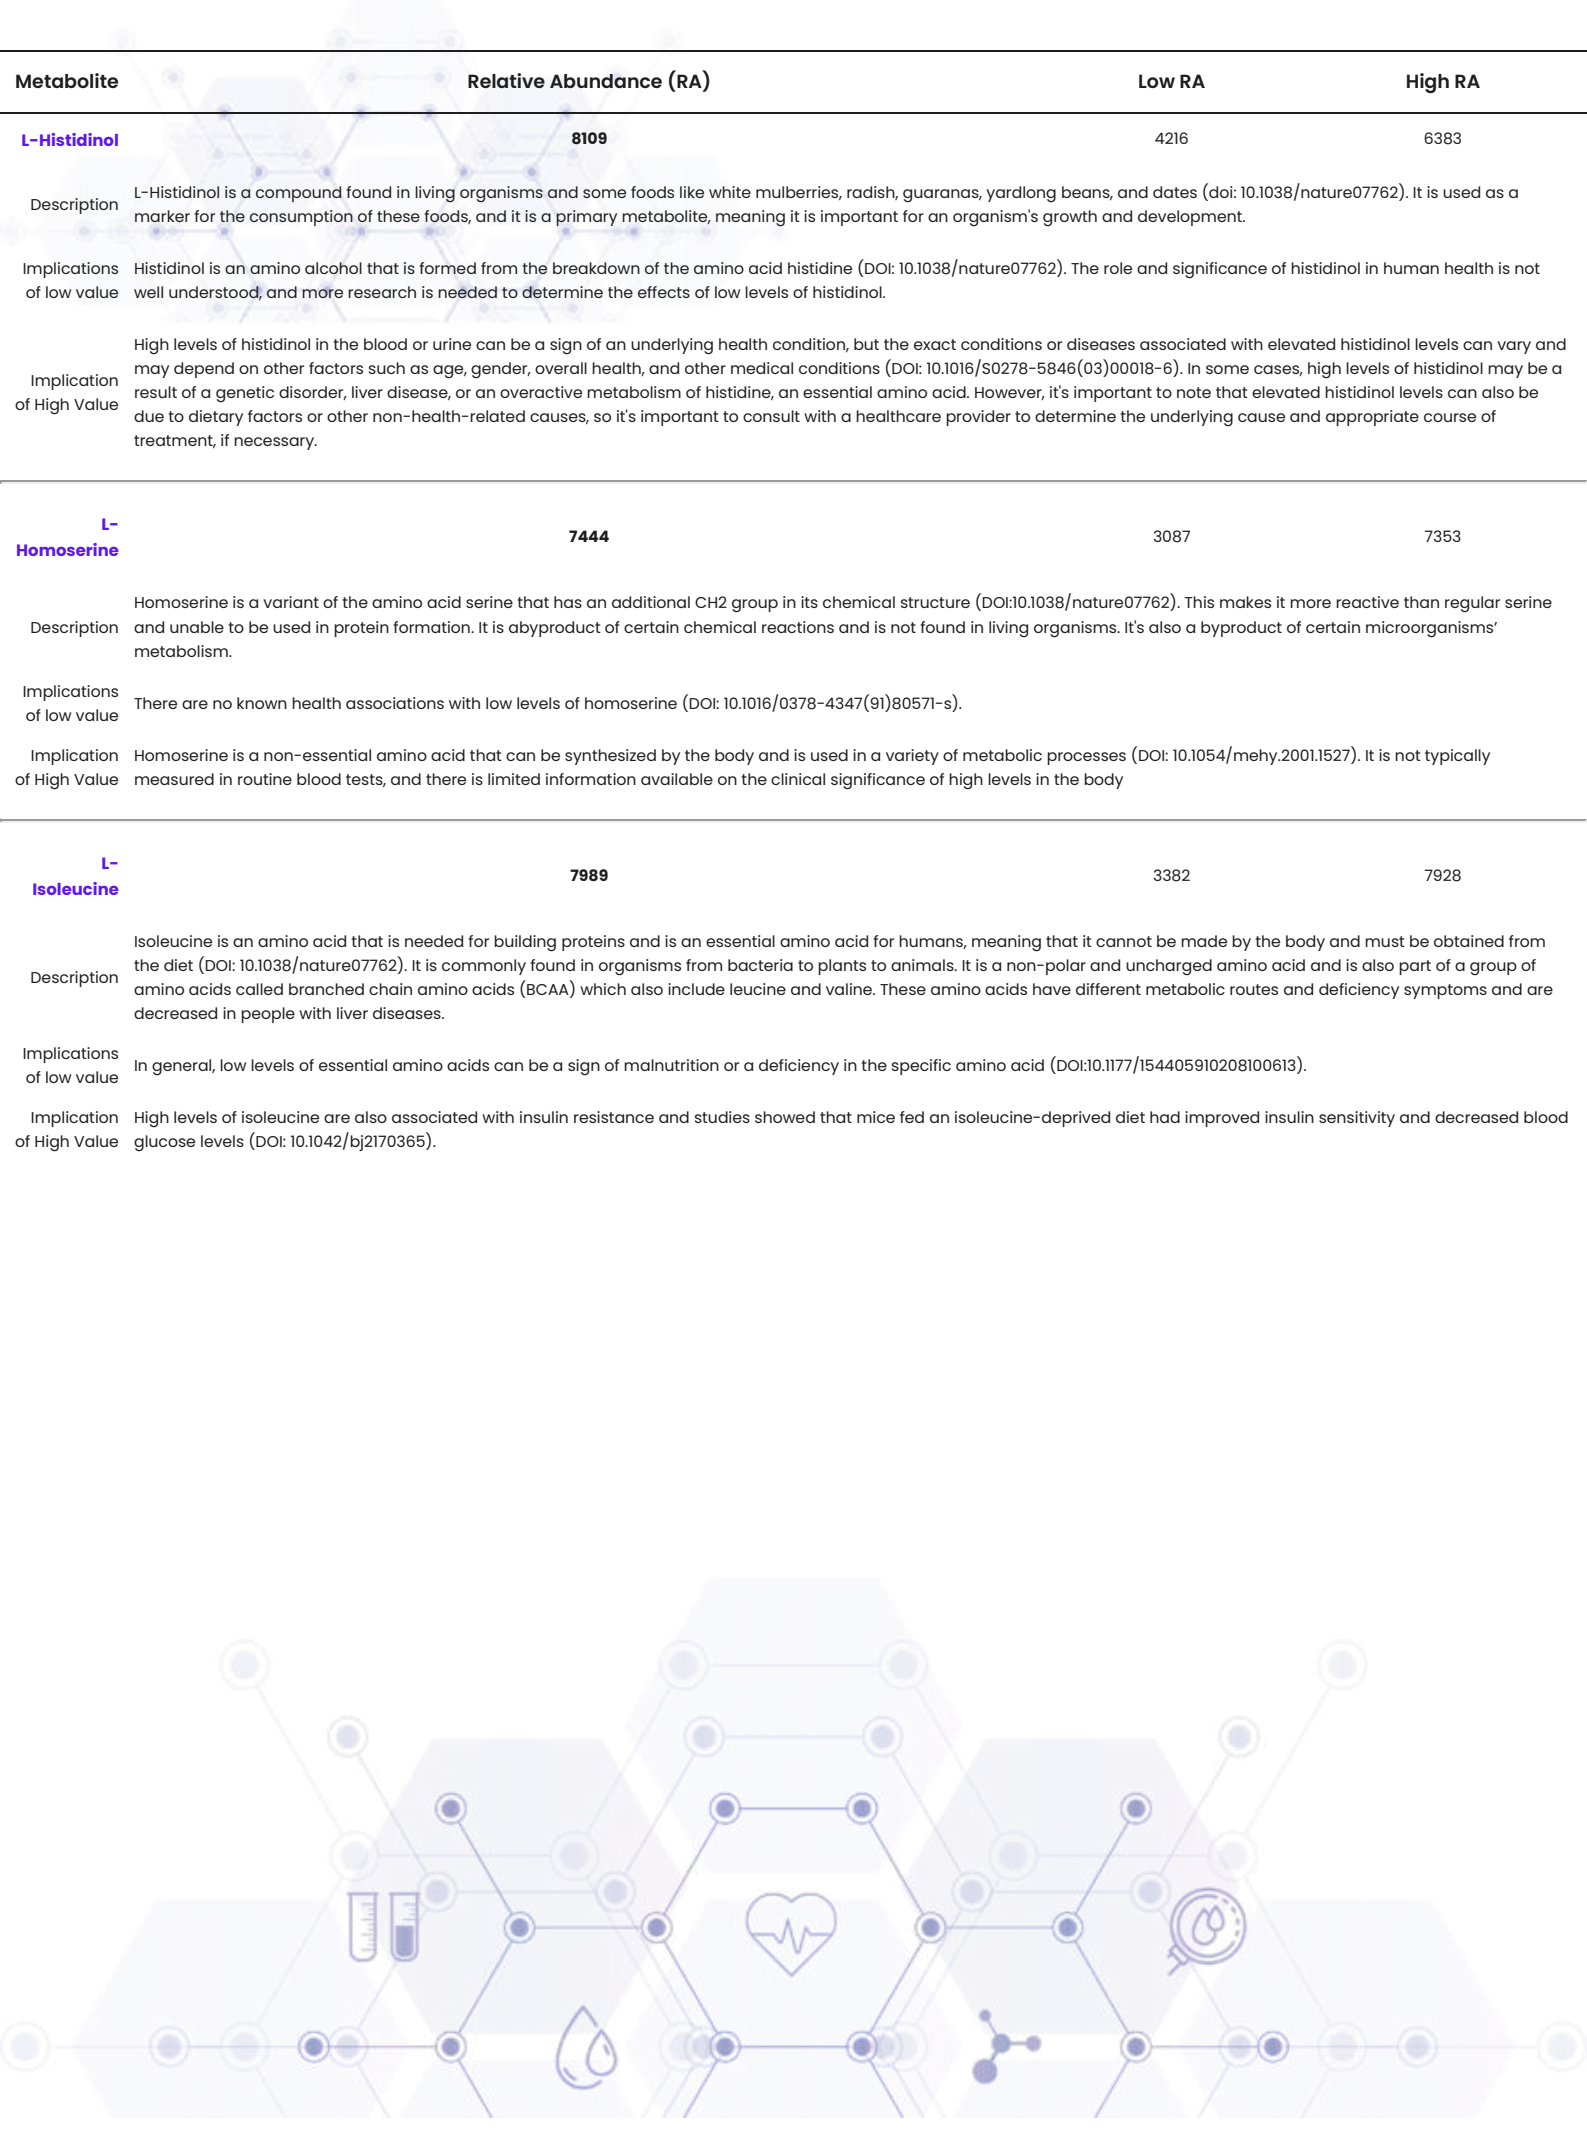 Metabolite Relative Abundance (RA) Low RA High RA
L-Histidinol 8109 4216 6383
Description
L-Histidinol is a compound found in living organisms and some foods like white mulberries, radish, guaranas, yardlong beans, and dates (doi: 10.1038/nature07762). It is used as a
marker for the consumption of these foods, and it is a primary metabolite, meaning it is important for an organism's growth and development.
Implications
of low value
Histidinol is an amino alcohol that is formed from the breakdown of the amino acid histidine (DOI: 10.1038/nature07762). The role and significance of histidinol in human health is not
well understood, and more research is needed to determine the effects of low levels of histidinol.
Implication
of High Value
High levels of histidinol in the blood or urine can be a sign of an underlying health condition, but the exact conditions or diseases associated with elevated histidinol levels can vary and
may depend on other factors such as age, gender, overall health, and other medical conditions (DOI: 10.1016/S0278-5846(03)00018-6). In some cases, high levels of histidinol may be a
result of a genetic disorder, liver disease, or an overactive metabolism of histidine, an essential amino acid. However, it's important to note that elevated histidinol levels can also be
due to dietary factors or other non-health-related causes, so it's important to consult with a healthcare provider to determine the underlying cause and appropriate course of
treatment, if necessary.
L-
Homoserine
7444 3087 7353
Description
Homoserine is a variant of the amino acid serine that has an additional CH2 group in its chemical structure (DOI:10.1038/nature07762). This makes it more reactive than regular serine
and unable to be used in protein formation. It is abyproduct of certain chemical reactions and is not found in living organisms. It's also a byproduct of certain microorganisms’
metabolism.
Implications
of low value
There are no known health associations with low levels of homoserine (DOI: 10.1016/0378-4347(91)80571-s).
Implication
of High Value
Homoserine is a non-essential amino acid that can be synthesized by the body and is used in a variety of metabolic processes (DOI: 10.1054/mehy.2001.1527). It is not typically
measured in routine blood tests, and there is limited information available on the clinical significance of high levels in the body
L-
Isoleucine
7989 3382 7928
Description
Isoleucine is an amino acid that is needed for building proteins and is an essential amino acid for humans, meaning that it cannot be made by the body and must be obtained from
the diet (DOI: 10.1038/nature07762). It is commonly found in organisms from bacteria to plants to animals. It is a non-polar and uncharged amino acid and is also part of a group of
amino acids called branched chain amino acids (BCAA) which also include leucine and valine. These amino acids have different metabolic routes and deficiency symptoms and are
decreased in people with liver diseases.
Implications
of low value
In general, low levels of essential amino acids can be a sign of malnutrition or a deficiency in the specific amino acid (DOI:10.1177/154405910208100613).
Implication
of High Value
High levels of isoleucine are also associated with insulin resistance and studies showed that mice fed an isoleucine-deprived diet had improved insulin sensitivity and decreased blood
glucose levels (DOI: 10.1042/bj2170365).